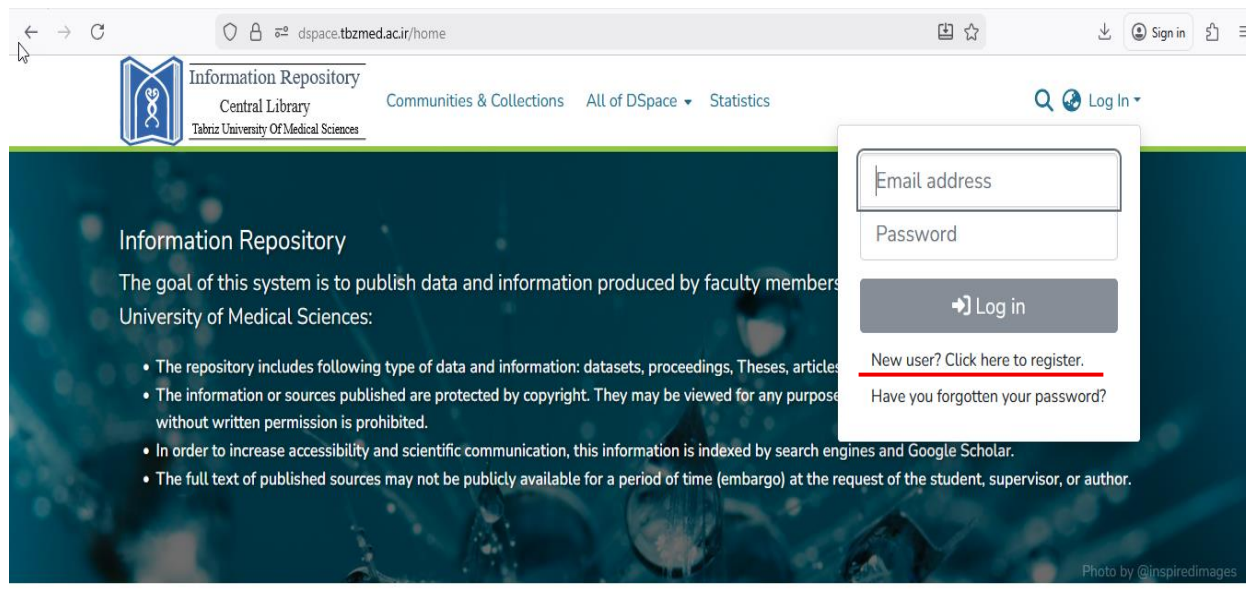 dspace.tbzmed.ac.ir/home
Sign in
Information Repository
Central Library
Tabriz University Of Medical Sciences
Communities & Collections
All of DSpace
Statistics
Log In
Email address
Password
Log in
New user? Click here to register.
Have you forgotten your password?
Information Repository
The goal of this system is to publish data and information produced by faculty members
University of Medical Sciences:
• The repository includes following type of data and information: datasets, proceedings, Theses, articles
• The information or sources published are protected by copyright. They may be viewed for any purpose
without written permission is prohibited.
• In order to increase accessibility and scientific communication, this information is indexed by search engines and Google Scholar.
• The full text of published sources may not be publicly available for a period of time (embargo) at the request of the student, supervisor, or author.
Photo by @inspiredimages